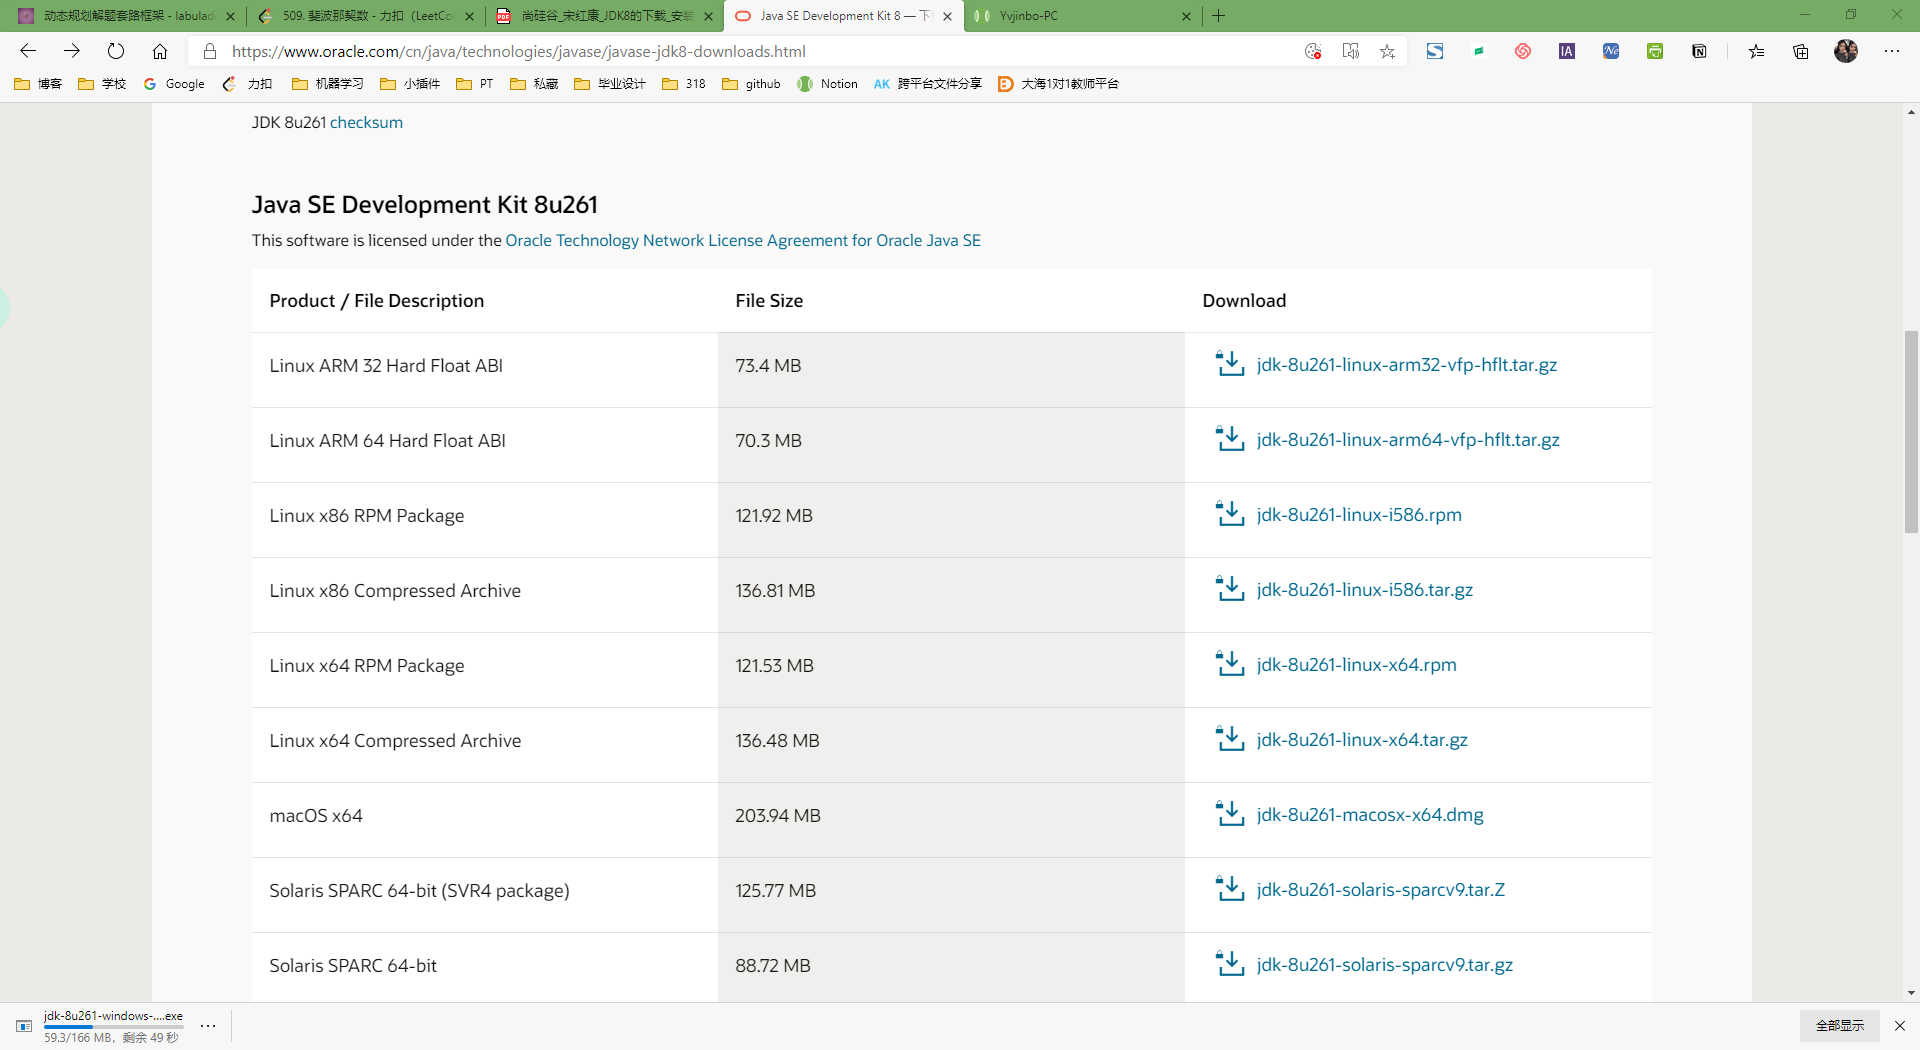 动态规划解题套路框架 - labulad
509. 斐波那契数 - 力扣（LeetCo
尚硅谷_宋红康_JDK8的下载_安装
Java SE Development Kit 8 — 下
Yvjinbo-PC
https://www.oracle.com/cn/java/technologies/javase/javase-jdk8-downloads.html
博客 学校 Google 力扣 机器学习 小插件 PT 私藏 毕业设计 318 github Notion AK 跨平台文件分享 大海1对1教师平台
JDK 8u261 checksum
Java SE Development Kit 8u261
This software is licensed under the Oracle Technology Network License Agreement for Oracle Java SE
Product / File Description File Size Download
Linux ARM 32 Hard Float ABI 73.4 MB jdk-8u261-linux-arm32-vfp-hflt.tar.gz
Linux ARM 64 Hard Float ABI 70.3 MB jdk-8u261-linux-arm64-vfp-hflt.tar.gz
Linux x86 RPM Package 121.92 MB jdk-8u261-linux-i586.rpm
Linux x86 Compressed Archive 136.81 MB jdk-8u261-linux-i586.tar.gz
Linux x64 RPM Package 121.53 MB jdk-8u261-linux-x64.rpm
Linux x64 Compressed Archive 136.48 MB jdk-8u261-linux-x64.tar.gz
macOS x64 203.94 MB jdk-8u261-macosx-x64.dmg
Solaris SPARC 64-bit (SVR4 package) 125.77 MB jdk-8u261-solaris-sparcv9.tar.Z
Solaris SPARC 64-bit 88.72 MB jdk-8u261-solaris-sparcv9.tar.gz
jdk-8u261-windows-....exe
59.3/166 MB，剩余 49 秒
全部显示